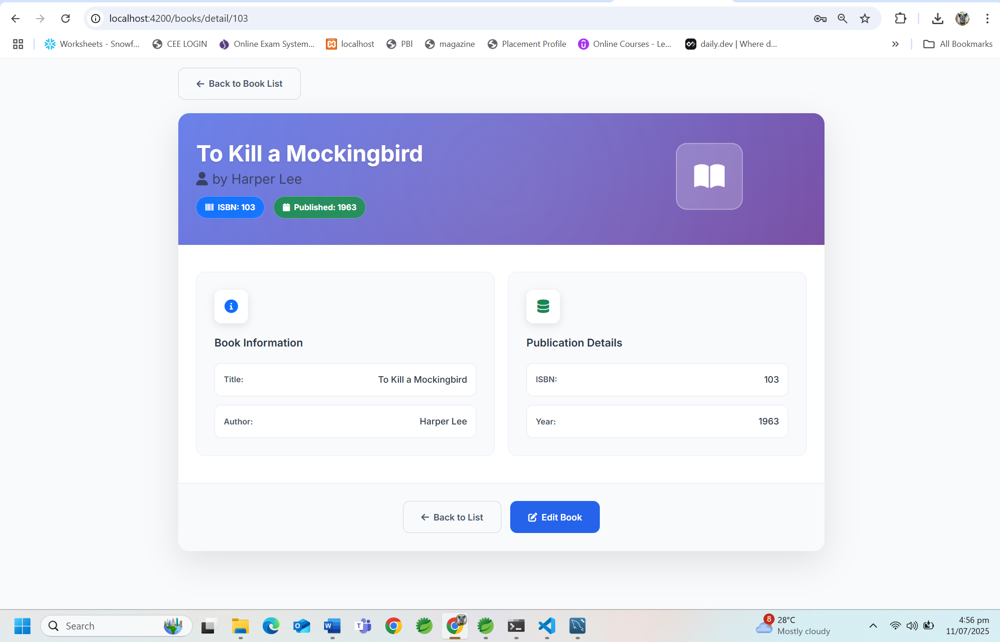 localhost:4200/books/detail/103
Worksheets - Snowf... CEE LOGIN Online Exam System... localhost PBl magazine Placement Profile Online Courses - Le... daily.dev | Where d... All Bookmarks
Back to Book List
To Kill a Mockingbird
by Harper Lee
ISBN: 103 Published: 1963
Book Information
Title: To Kill a Mockingbird
Author: Harper Lee
Publication Details
ISBN: 103
Year: 1963
Back to List Edit Book
Search
8 28°C
Mostly cloudy
4:56 pm
11/07/2025